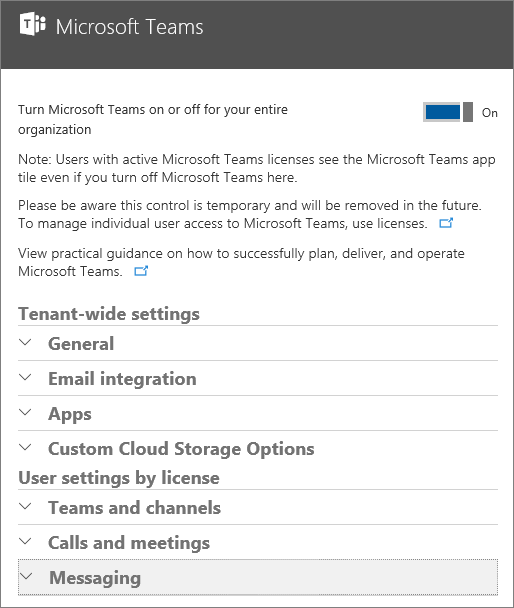 Microsoft Teams
Turn Microsoft Teams on or off for your entire
organization
On
Note: Users with active Microsoft Teams licenses see the Microsoft Teams app
tile even if you turn off Microsoft Teams here.
Please be aware this control is temporary and will be removed in the future.
To manage individual user access to Microsoft Teams, use licenses.
View practical guidance on how to successfully plan, deliver, and operate
Microsoft Teams.
Tenant-wide settings
General
Email integration
Apps
Custom Cloud Storage Options
User settings by license
Teams and channels
Calls and meetings
Messaging